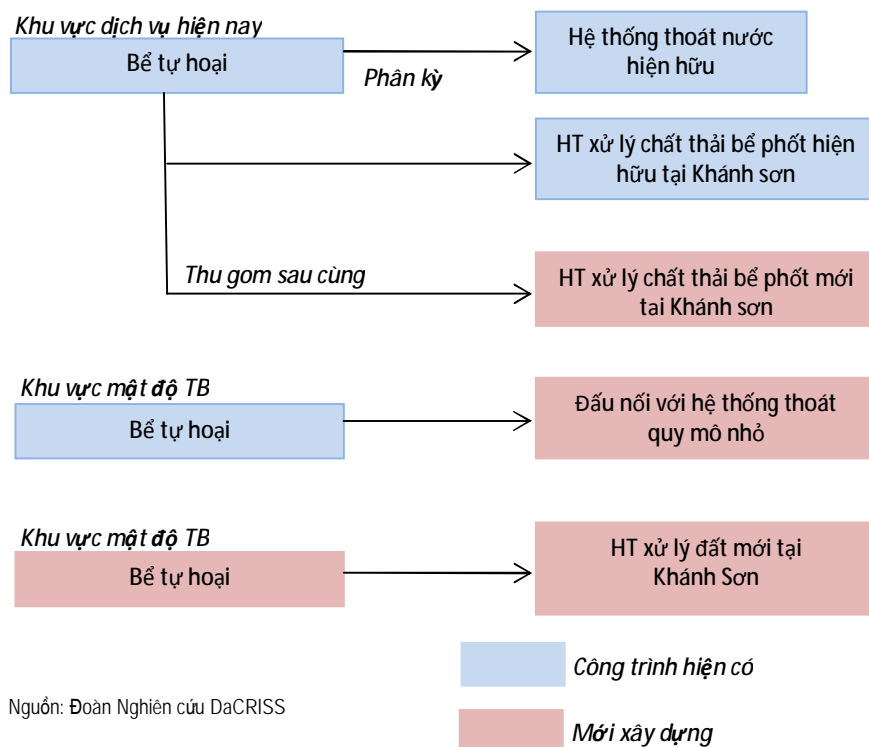 Khu vực dịch vụ hiện nay
Bể tự hoại
Phân kỳ
Hệ thống thoát nước
hiện hữu
HT xử lý chất thải bể phốt hiện
hữu tại Khánh sơn
Thu gom sau cùng
HT xử lý chất thải bể phốt mới
tai Khánh sơn
Khu vực mật độ TB
Bể tự hoại
Đấu nối với hệ thống thoát
quy mô nhỏ
Khu vực mật độ TB
Bể tự hoại
HT xử lý đất mới tại
Khánh Sơn
Công trình hiện có
Nguồn: Đoàn Nghiên cứu DaCRISS
Mới xây dựng